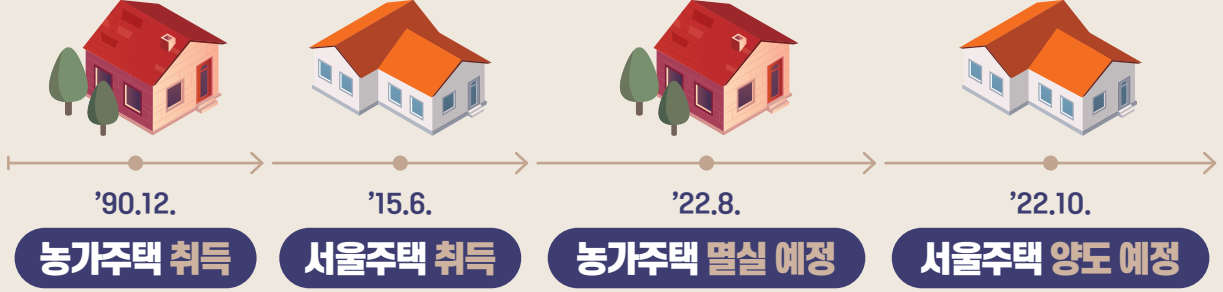 ’90.12.
농가주택 취득
’15.6.
서울주택 취득
’22.8.
농가주택 멸실 예정
’22.10.
서울주택 양도 예정